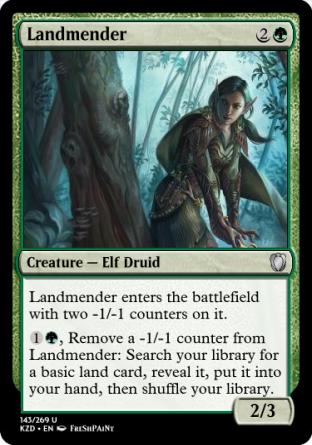 Landmender 2
Creature — Elf Druid
Landmender enters the battlefield
with two -1/-1 counters on it.
1, Remove a -1/-1 counter from
Landmender: Search your library for
a basic land card, reveal it, put it into
your hand, then shuffle your library.
2/3
143/269 U
KZD • EN FRESHPAINT